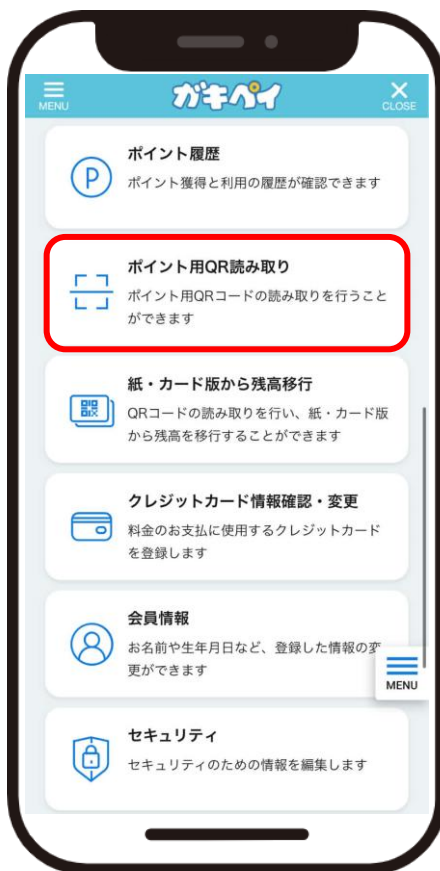 MENU
ガキペイ
CLOSE
ポイント履歴
ポイント獲得と利用の履歴が確認できます
ポイント用QR読み取り
ポイント用QRコードの読み取りを行うこと
ができます
紙・カード版から残高移行
QRコードの読み取りを行い、紙・カード版
から残高を移行することができます
クレジットカード情報確認・変更
料金のお支払に使用するクレジットカード
を登録します
会員情報
お名前や生年月日など、登録した情報の変
更ができます
MENU
セキュリティ
セキュリティのための情報を編集します